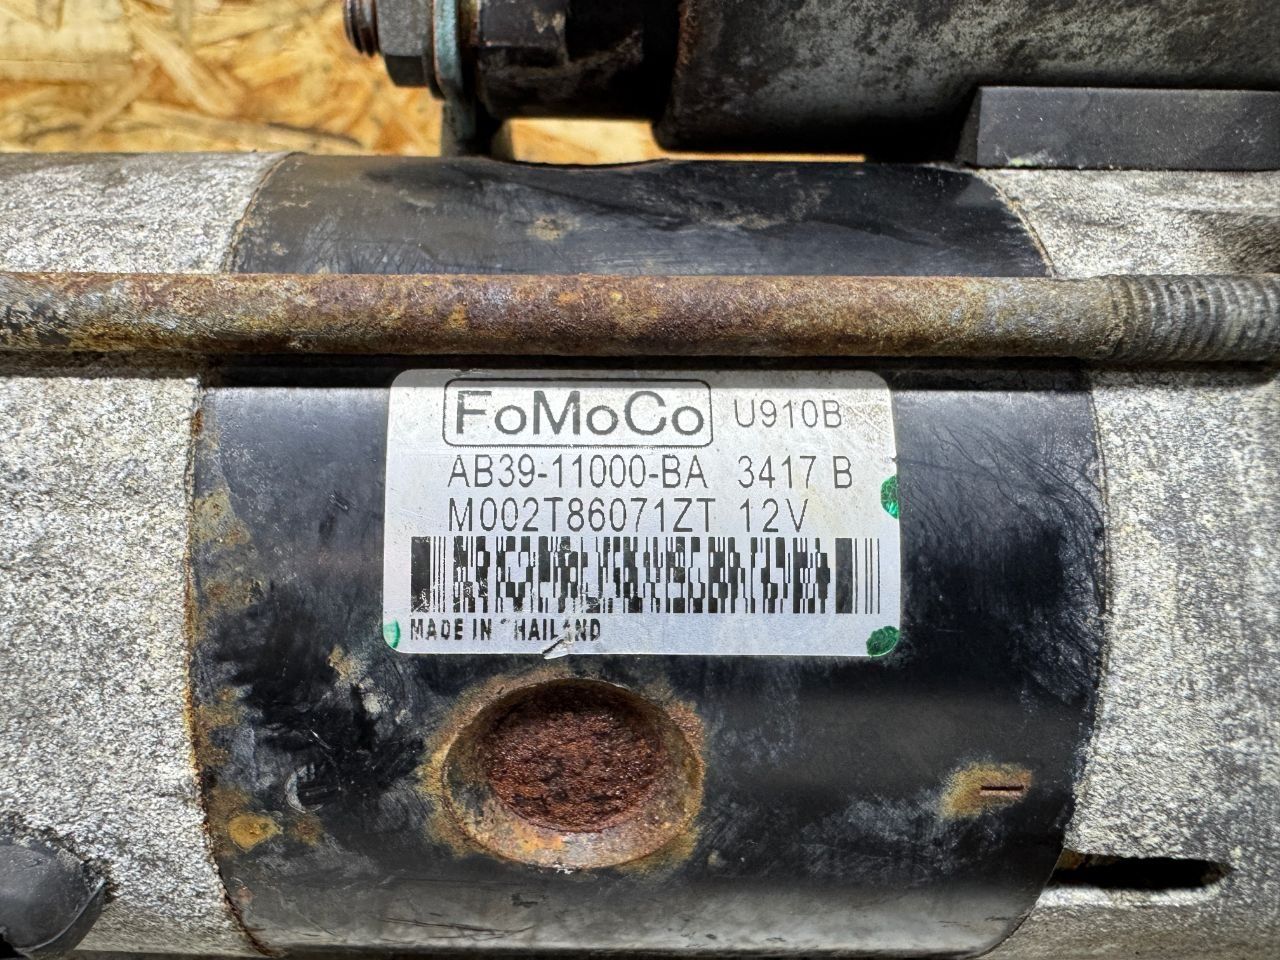 FoMoCo U910B
AB39-11000-BA 3417 B
M002T86071ZT 12V
MADE IN THAILAND